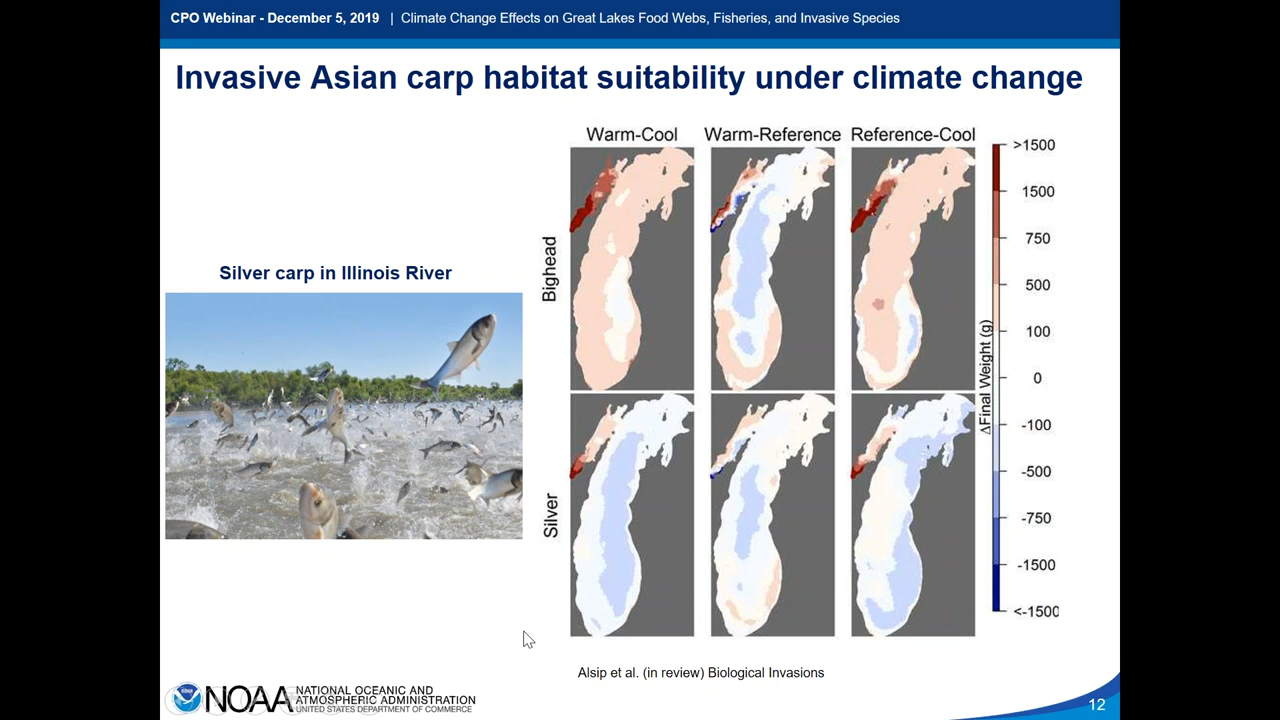 CPO Webinar - December 5, 2019 | Climate Change Effects on Great Lakes Food Webs, Fisheries, and Invasive Species
Invasive Asian carp habitat suitability under climate change
Silver carp in Illinois River
Warm-Cool Warm-Reference Reference-Cool
Bighead
Silver
>1500
1500
750
500
100
0
-100
-500
-750
-1500
<-1500
ΔFinal Weight (g)
Alsip et al. (in review) Biological Invasions
NOAA
NATIONAL OCEANIC AND
ATMOSPHERIC ADMINISTRATION
UNITED STATES DEPARTMENT OF COMMERCE
12